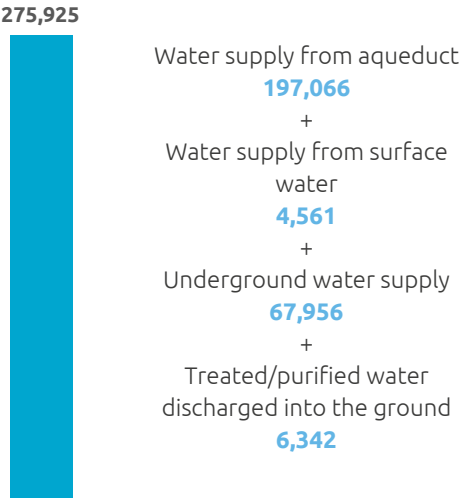 275,925
Water supply from aqueduct
197,066
+
Water supply from surface
water
4,561
+
Underground water supply
67,956
+
Treated/purified water
discharged into the ground
6,342